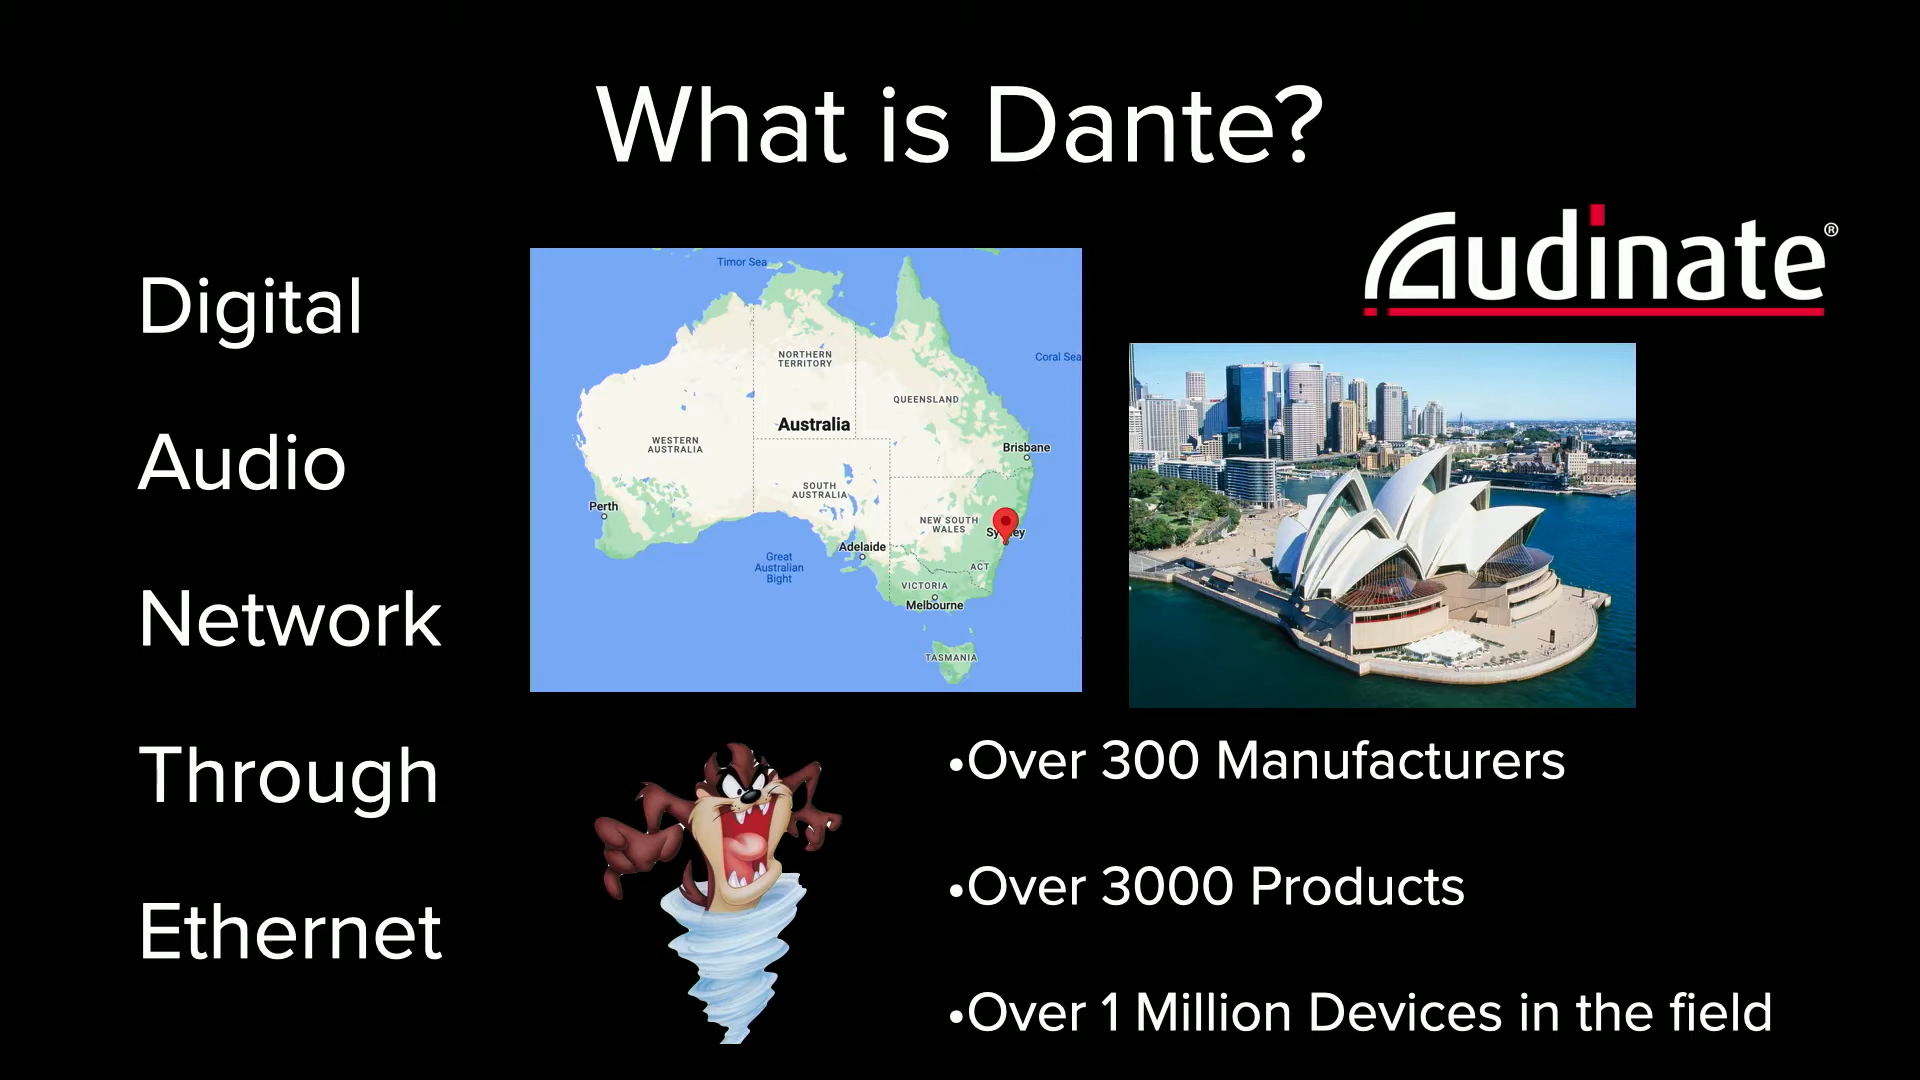 What is Dante?
audinate®
Digital
Audio
Network
Through
Ethernet
Timor Sea
Coral Sea
NORTHERN
TERRITORY
QUEENSLAND
Australia
WESTERN
AUSTRALIA
Brisbane
SOUTH
AUSTRALIA
Perth
NEW SOUTH
WALES
Sydney
Adelaide
Great
Australian
Bight
ACT
VICTORIA
Melbourne
TASMANIA
•Over 300 Manufacturers
•Over 3000 Products
•Over 1 Million Devices in the field